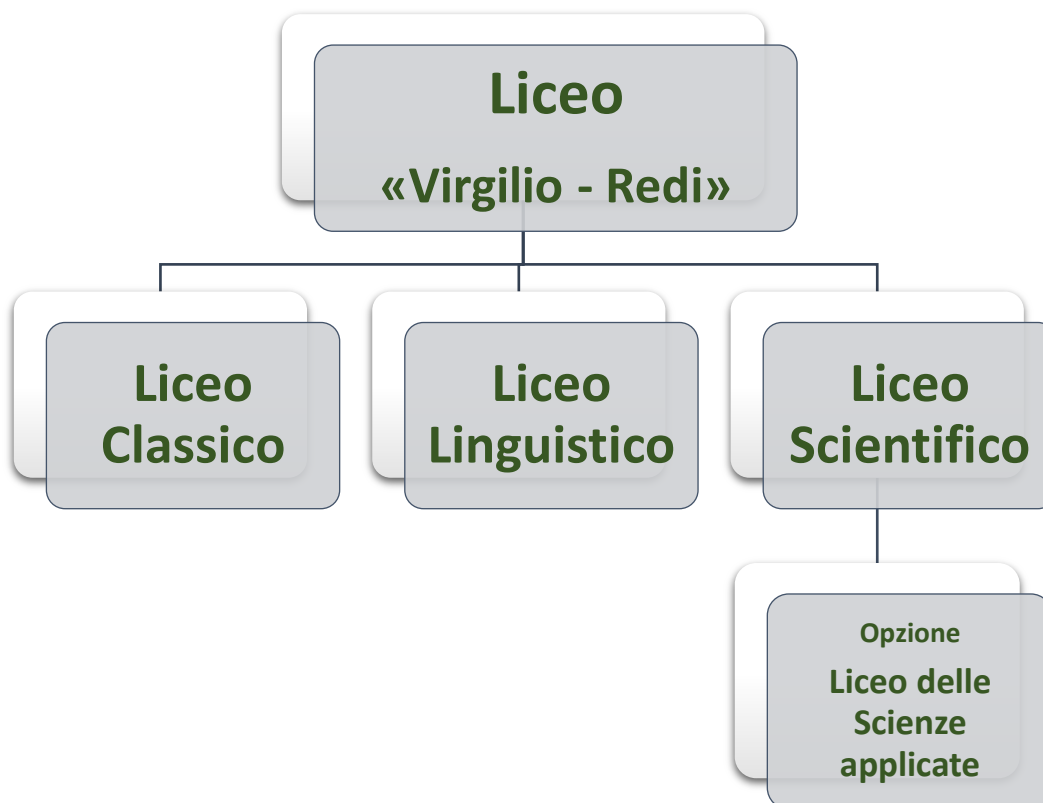 Liceo
«Virgilio - Redi»
Liceo
Classico
Liceo
Linguistico
Liceo
Scientifico
Opzione
Liceo delle
Scienze
applicate